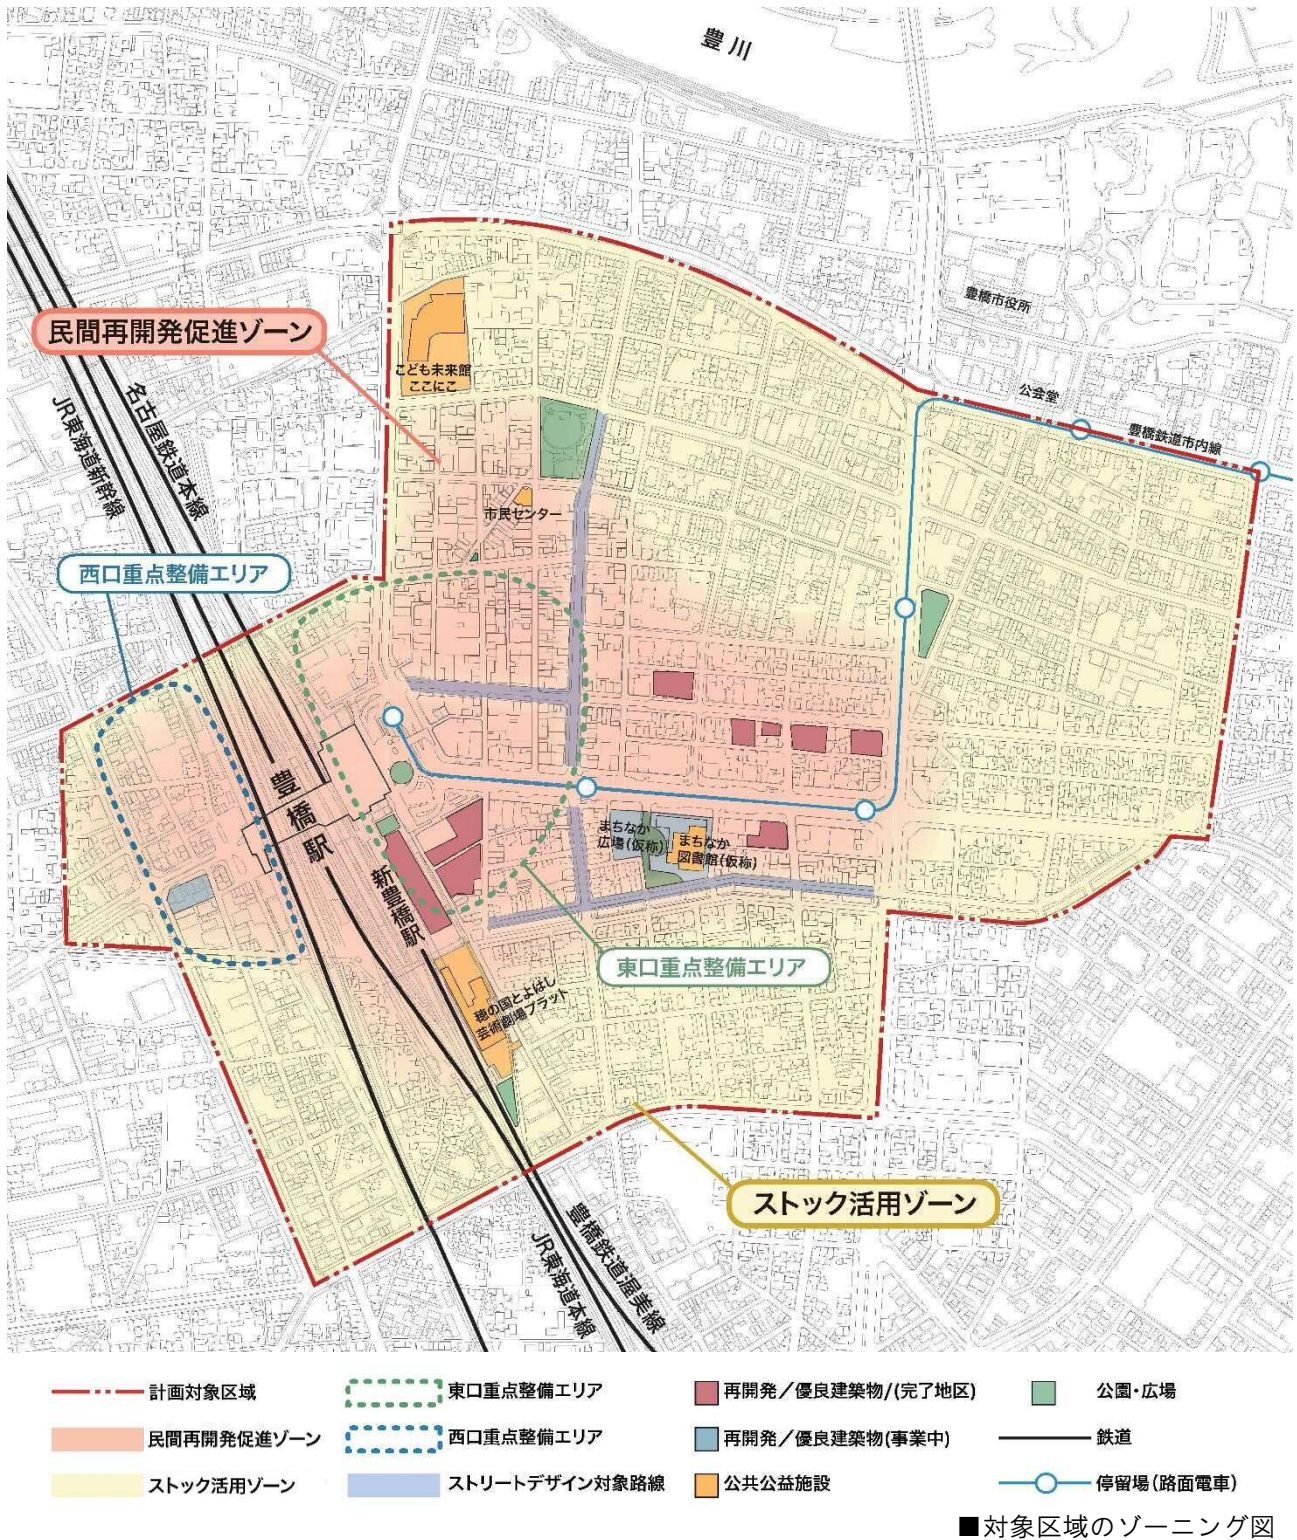 豊川
豊橋市役所
民間再開発促進ゾーン
こども未来館
ここにこ
公会堂
豊橋鉄道市内線
名古屋鉄道本線
JR東海道新幹線
市民センター
西口重点整備エリア
豊橋駅
まちなか
広場(仮称)
まちなか
図書館(仮称)
新豊橋駅
東口重点整備エリア
穂の国とよはし
芸術劇場プラット
ストック活用ゾーン
豊橋鉄道渥美線
JR東海道本線
計画対象区域
東口重点整備エリア
再開発／優良建築物/(完了地区)
公園・広場
民間再開発促進ゾーン
西口重点整備エリア
再開発／優良建築物(事業中)
鉄道
ストック活用ゾーン
ストリートデザイン対象路線
公共公益施設
停留場(路面電車)
■対象区域のゾーニング図